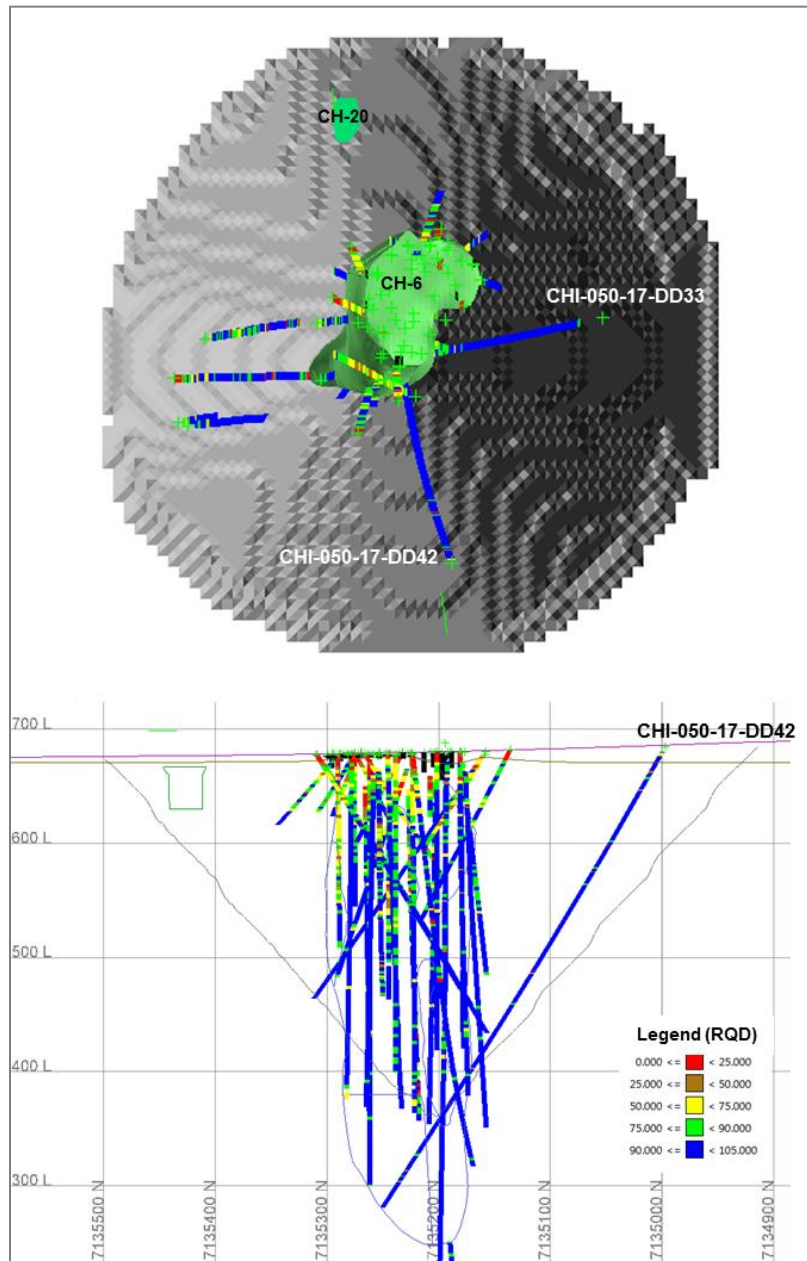 CH-20
CH-6
CHI-050-17-DD33
CHI-050-17-DD42
700 L
CHI-050-17-DD42
600 L
500 L
Legend (RQD)
0.000 <= < 25.000
25.000 <= < 50.000
400 L
50.000 <= < 75.000
75.000 <= < 90.000
90.000 <= < 105.000
300 L
7135500 N
7135400 N
7135300 N
7135200 N
7135100 N
7135000 N
7134900 N